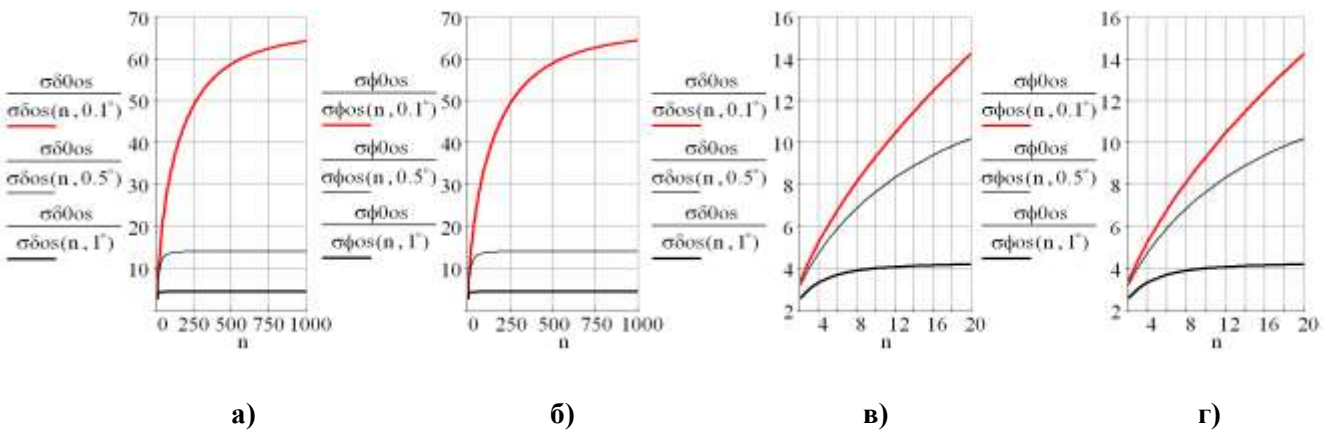 70
60
50
40
30
20
10
0 250 500 750 1000
n
σδ0os
σδos(n , 0.1°)
σδ0os
σδos(n , 0.5°)
σδ0os
σδos(n , 1°)
а)
70
60
50
40
30
20
10
0 250 500 750 1000
n
σϕ0os
σϕos(n , 0.1°)
σϕ0os
σϕos(n , 0.5°)
σϕ0os
σϕos(n , 1°)
б)
16
14
12
10
8
6
4
2
4 8 12 16 20
n
σδ0os
σδos(n , 0.1°)
σδ0os
σδos(n , 0.5°)
σδ0os
σδos(n , 1°)
в)
16
14
12
10
8
6
4
2
4 8 12 16 20
n
σϕ0os
σϕos(n , 0.1°)
σϕ0os
σϕos(n , 0.5°)
σϕ0os
σϕos(n , 1°)
г)